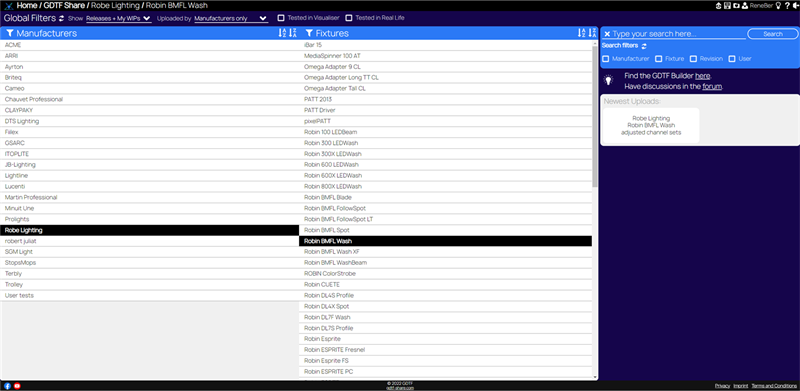 Home / GDTF Share / Robe Lighting / Robin BMFL Wash
ReneBer
Global Filters
Show
Releases + My WIPs
Uploaded by
Manufacturers only
Tested in Visualiser
Tested in Real Life
Manufacturers
ACME
ARRI
Ayrton
Briteq
Cameo
Chauvet Professional
CLAYPAKY
DTS Lighting
Fiilex
GSARC
ITOPLITE
JB-Lighting
Lightline
Lucenti
Martin Professional
Minuit Une
Prolights
Robe Lighting
robert juliat
SGM Light
StopsMops
Terbly
Trolley
User tests
Fixtures
iBar 15
MediaSpinner 100 AT
Omega Adapter 9 CL
Omega Adapter Long TT CL
Omega Adapter Tail CL
PATT 2013
PATT Driver
pixelPATT
Robin 100 LEDBeam
Robin 300 LEDWash
Robin 300X LEDWash
Robin 600 LEDWash
Robin 600X LEDWash
Robin 800X LEDWash
Robin BMFL Blade
Robin BMFL FollowSpot
Robin BMFL FollowSpot LT
Robin BMFL Spot
Robin BMFL Wash
Robin BMFL Wash XF
Robin BMFL WashBeam
ROBIN ColorStrobe
Robin CUETE
Robin DL4S Profile
Robin DL4X Spot
Robin DL7F Wash
Robin DL7S Profile
Robin Esprite
Robin ESPRITE Fresnel
Robin Esprite FS
Robin ESPRITE PC
Type your search here...
Search
Search filters
Manufacturer
Fixture
Revision
User
Find the GDTF Builder here.
Have discussions in the forum.
Newest Uploads:
Robe Lighting
Robin BMFL Wash
adjusted channel sets
© 2022 GDTF
gdtf-share.com
Privacy
Imprint
Terms and Conditions